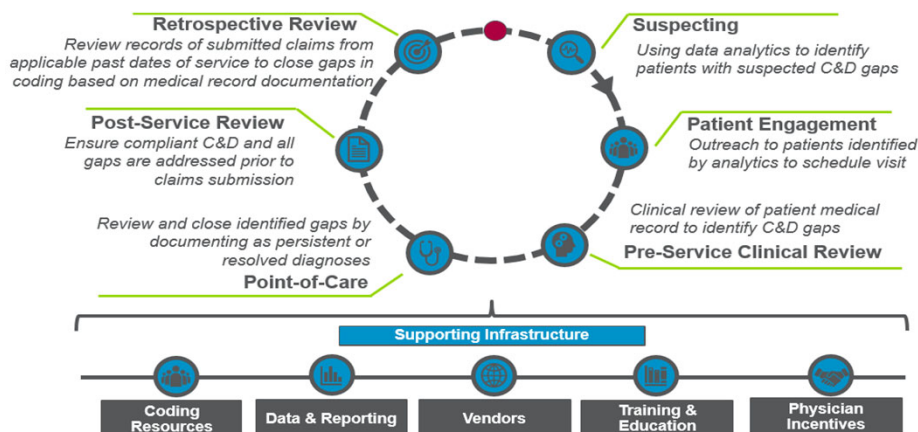 Retrospective Review
Review records of submitted claims from
applicable past dates of service to close gaps in
coding based on medical record documentation
Suspecting
Using data analytics to identify
patients with suspected C&D gaps
Post-Service Review
Ensure compliant C&D and all
gaps are addressed prior to
claims submission
Patient Engagement
Outreach to patients identified
by analytics to schedule visit
Review and close identified gaps by
documenting as persistent or
resolved diagnoses
Point-of-Care
Clinical review of patient medical
record to identify C&D gaps
Pre-Service Clinical Review
Supporting Infrastructure
Coding
Resources
Data & Reporting
Vendors
Training &
Education
Physician
Incentives